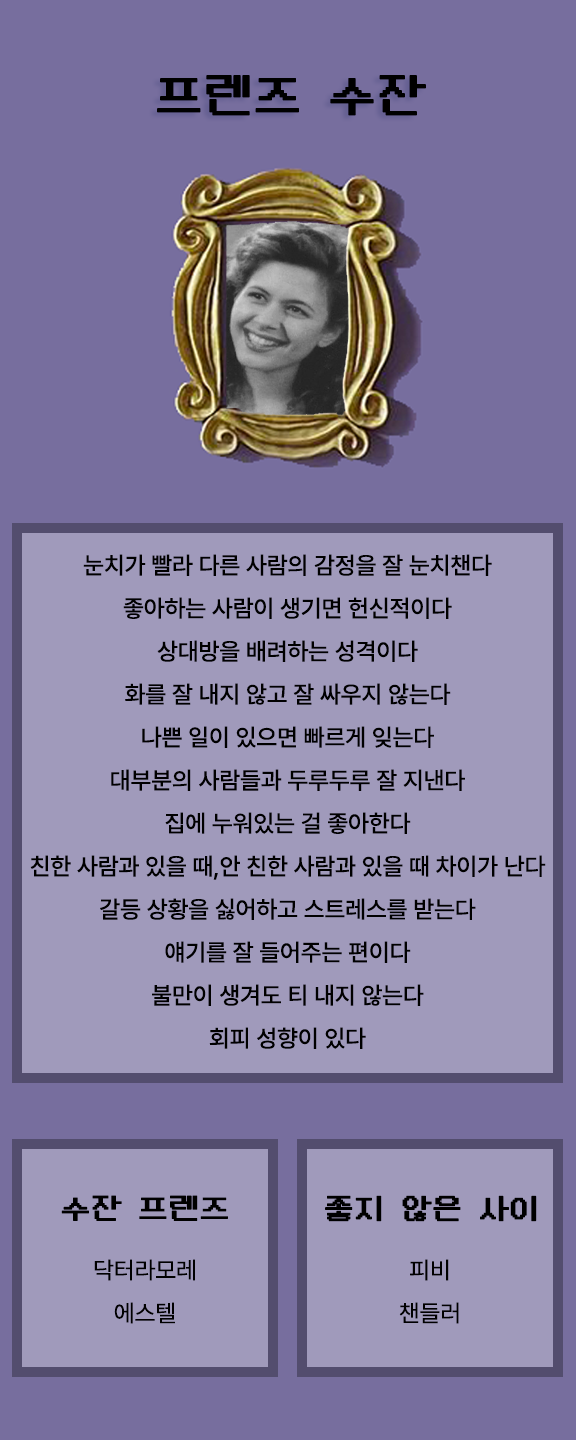 프렌즈 수잔
눈치가 빨라 다른 사람의 감정을 잘 눈치챈다
좋아하는 사람이 생기면 헌신적이다
상대방을 배려하는 성격이다
화를 잘 내지 않고 잘 싸우지 않는다
나쁜 일이 있으면 빠르게 잊는다
대부분의 사람들과 두루두루 잘 지낸다
집에 누워있는 걸 좋아한다
친한 사람과 있을 때,안 친한 사람과 있을 때 차이가 난다
갈등 상황을 싫어하고 스트레스를 받는다
얘기를 잘 들어주는 편이다
불만이 생겨도 티 내지 않는다
회피 성향이 있다
수잔 프렌즈
닥터라모레
에스텔
좋지 않은 사이
피비
챈들러